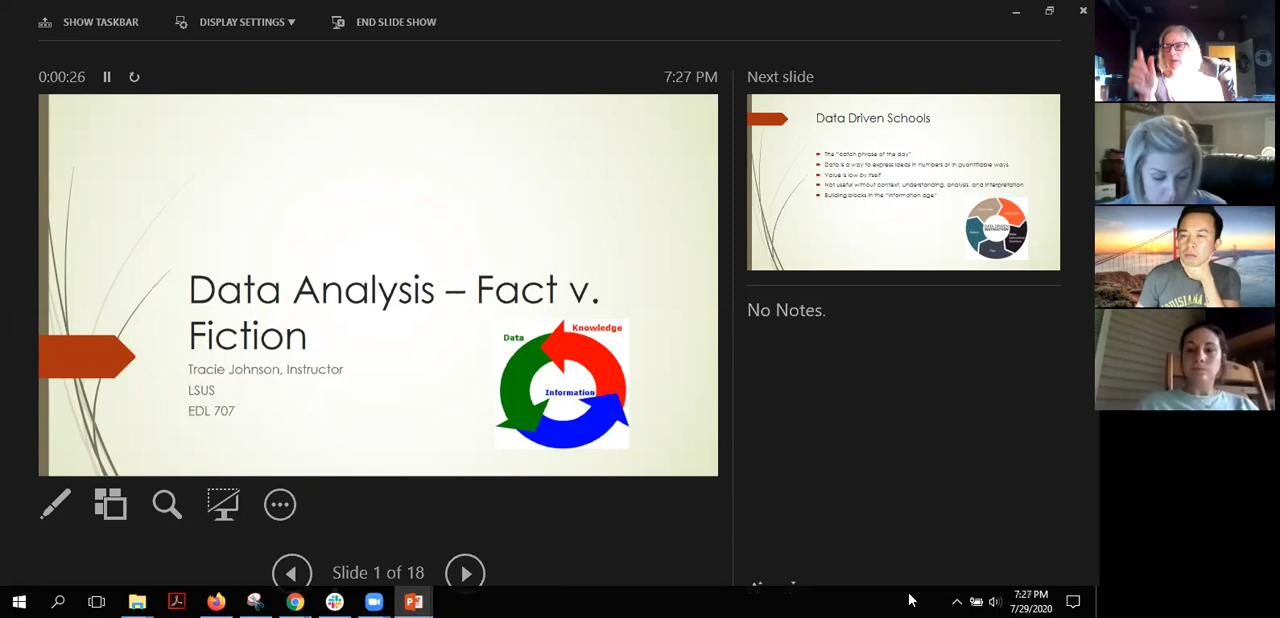 SHOW TASKBAR
DISPLAY SETTINGS ▼
END SLIDE SHOW
0:00:26
7:27 PM
Next slide
Data Analysis – Fact v.
Fiction
Tracie Johnson, Instructor
LSUS
EDL 707
Data
Knowledge
Information
Data Driven Schools
The "catch phrase of the day"
Data is a way to express ideas in numbers or in quantifiable ways
Value is low by itself
Not useful without context, understanding, analysis, and interpretation
Building blocks in the "information age"
DATA DRIVEN
INSTRUCTION
No Notes.
Slide 1 of 18
7:27 PM
7/29/2020